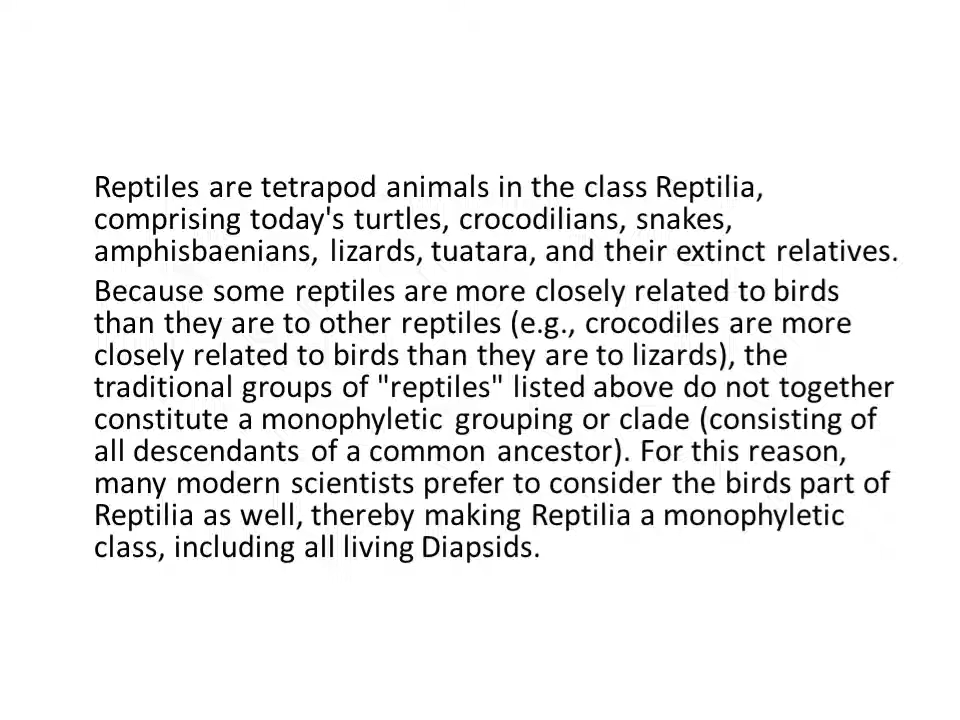 Reptiles are tetrapod animals in the class Reptilia,
comprising today's turtles, crocodilians, snakes,
amphisbaenians, lizards, tuatara, and their extinct relatives.
Because some reptiles are more closely related to birds
than they are to other reptiles (e.g., crocodiles are more
closely related to birds than they are to lizards), the
traditional groups of "reptiles" listed above do not together
constitute a monophyletic grouping or clade (consisting of
all descendants of a common ancestor). For this reason,
many modern scientists prefer to consider the birds part of
Reptilia as well, thereby making Reptilia a monophyletic
class, including all living Diapsids.